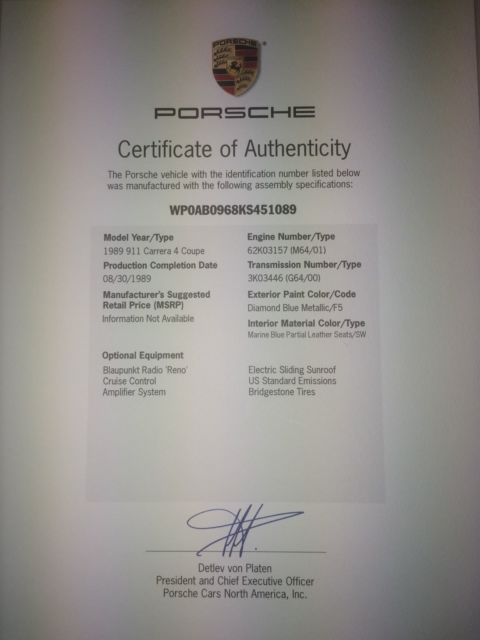 PORSCHE
PORSCHE
Certificate of Authenticity
The Porsche vehicle with the identification number listed below
was manufactured with the following assembly specifications:
WP0AB0968KS451089
Model Year/Type
1989 911 Carrera 4 Coupe
Production Completion Date
08/30/1989
Manufacturer's Suggested
Retail Price (MSRP)
Information Not Available
Engine Number/Type
62K03157 (M64/01)
Transmission Number/Type
3K03446 (G64/00)
Exterior Paint Color/Code
Diamond Blue Metallic/F5
Interior Material Color/Type
Marine Blue Partial Leather Seats/SW
Optional Equipment
Blaupunkt Radio 'Reno'
Cruise Control
Amplifier System
Electric Sliding Sunroof
US Standard Emissions
Bridgestone Tires
Detlev von Platen
President and Chief Executive Officer
Porsche Cars North America, Inc.